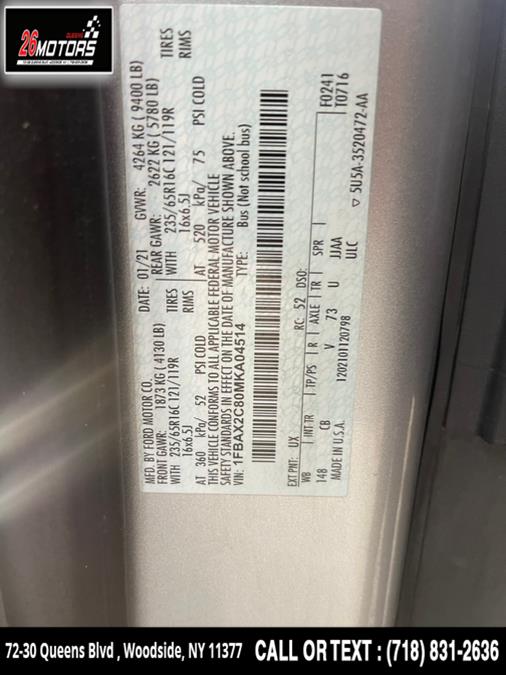 QUEENS
26 MOTORS
MFD. BY FORD MOTOR CO. DATE: 01/21 GVWR: 4264 KG ( 9400 LB)
FRONT GAWR: 1873 KG ( 4130 LB) REAR GAWR: 2622 KG ( 5780 LB)
WITH 235/65R16C 121/119R TIRES WITH 235/65R16C 121/119R TIRES
16x6.5J RIMS 16x6.5J RIMS
AT 360 kPa/ 52 PSI COLD AT 520 kPa/ 75 PSI COLD
THIS VEHICLE CONFORMS TO ALL APPLICABLE FEDERAL MOTOR VEHICLE
SAFETY STANDARDS IN EFFECT ON THE DATE OF MANUFACTURE SHOWN ABOVE.
VIN: 1FBAX2C80MKA04514 TYPE: Bus (Not school bus)
EXT PNT: UX RC: 52 DSO: F0241
WB INT TR TP/PS R AXLE TR SPR T0716
148 CB V 73 U JJAA
MADE IN U.S.A. 120210112079B ULC ▽ 5U5A-3520472-AA
72-30 Queens Blvd , Woodside, NY 11377 CALL OR TEXT : (718) 831-2636